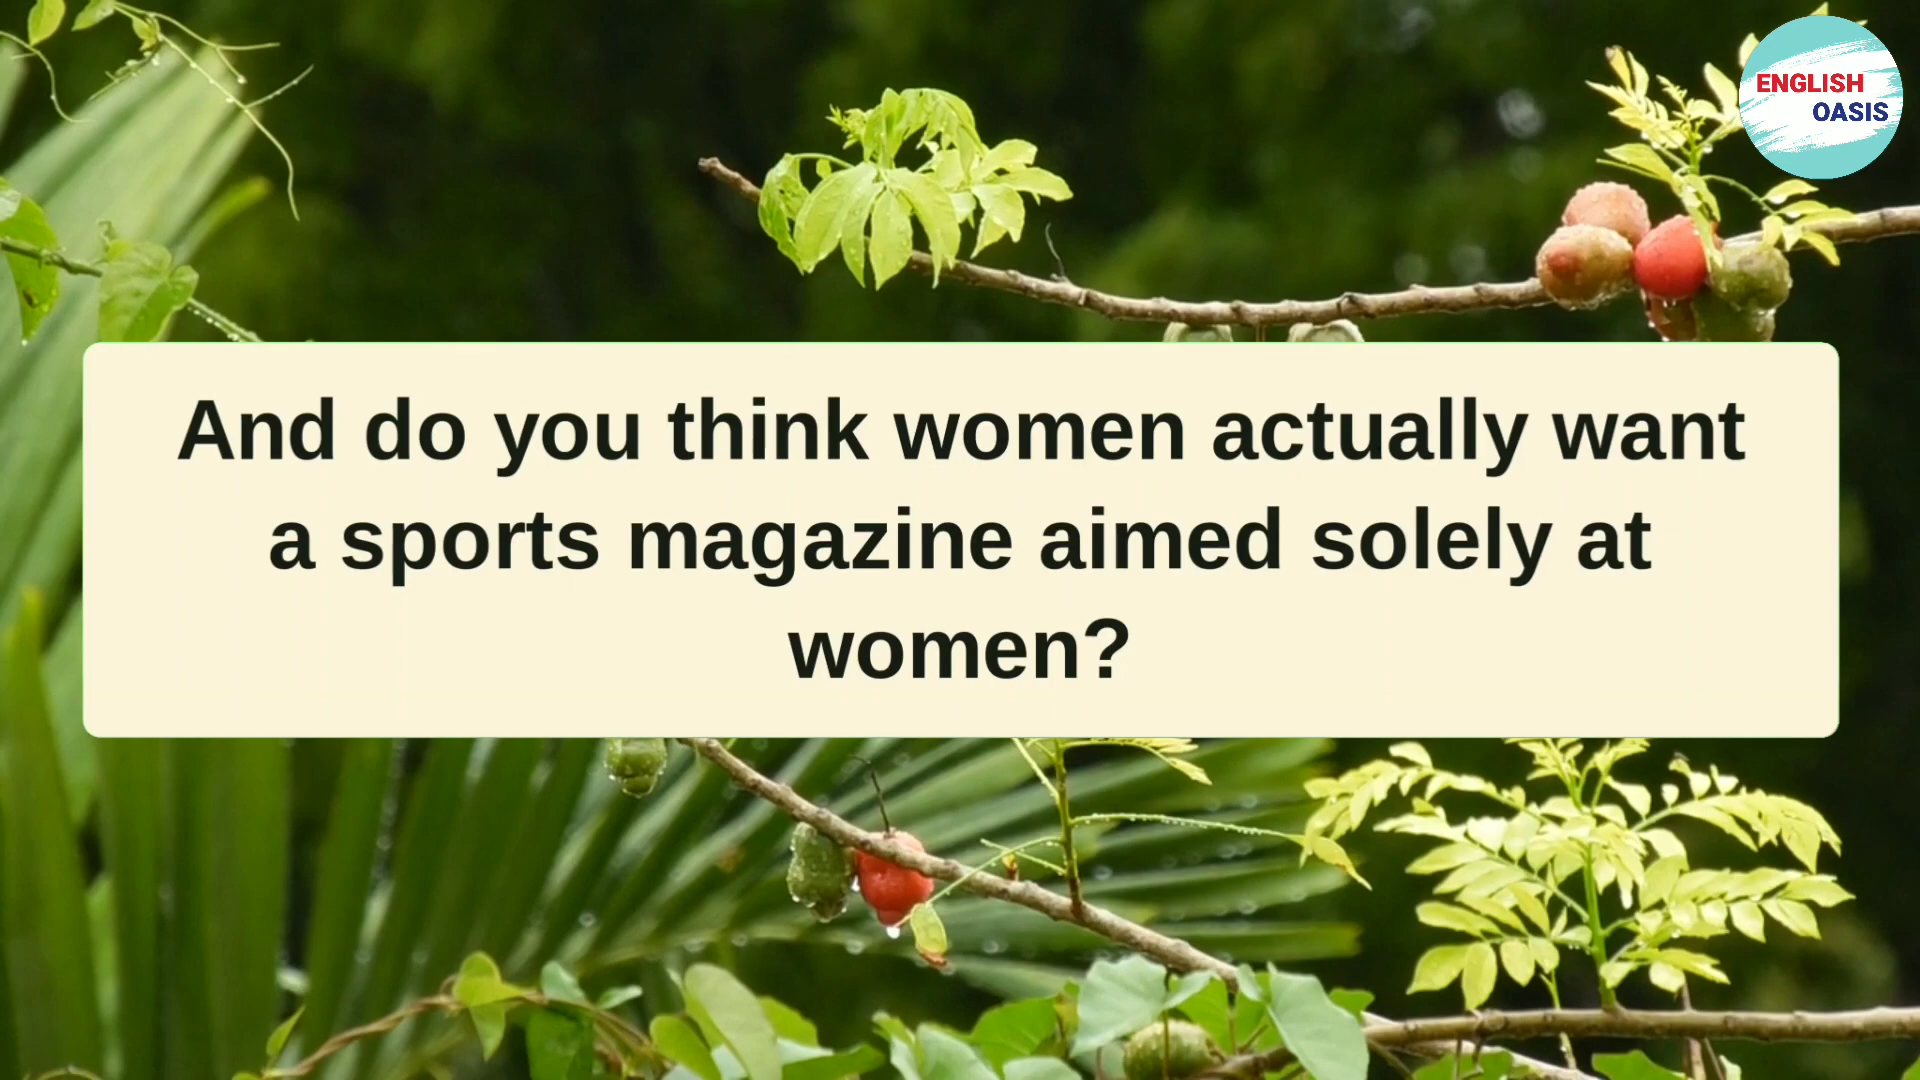 ENGLISH
OASIS
And do you think women actually want
a sports magazine aimed solely at
women?